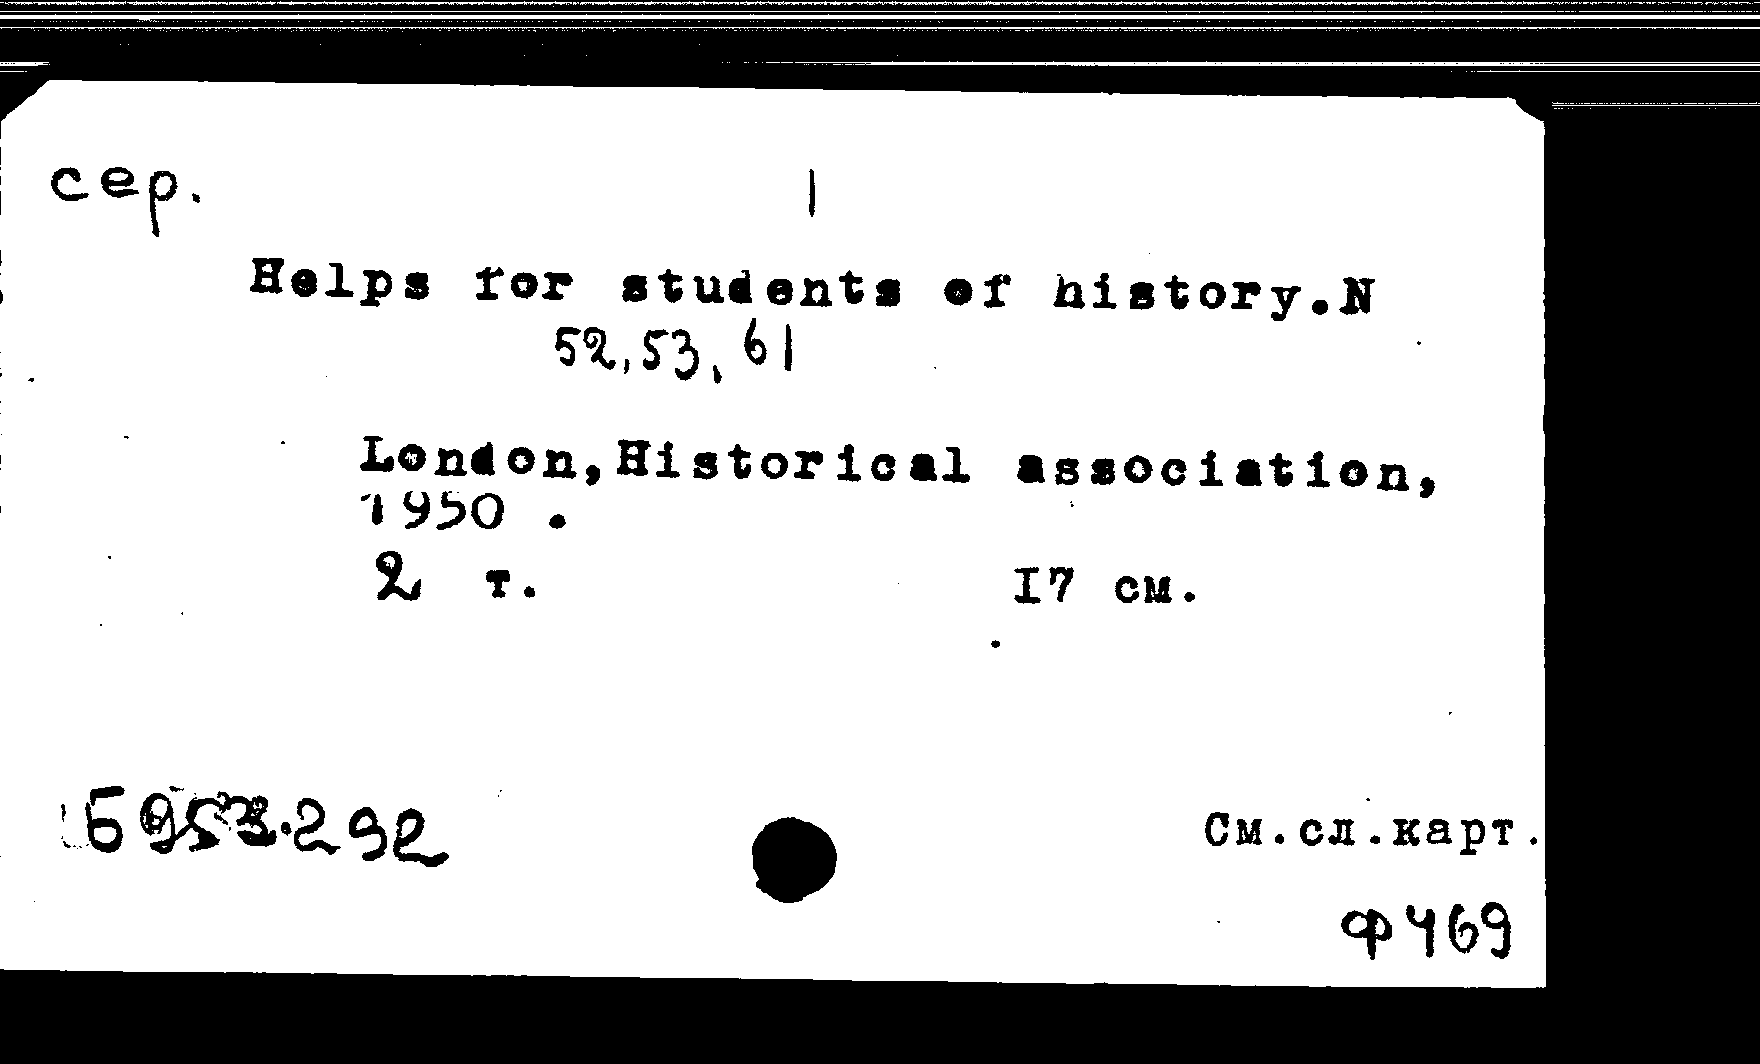 сер. 1
Helps for students of history.N
52,53,61
London,Historical association,
1950 .
2 т. 17 см.
См.сл.карт.
ф469